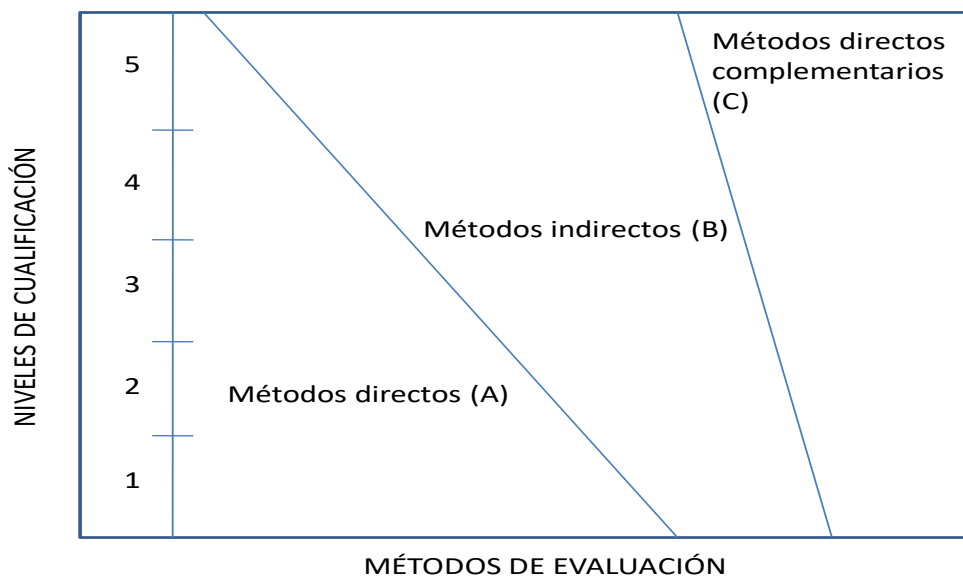 Métodos directos
complementarios
(C)
5
4
Métodos indirectos (B)
3
2
Métodos directos (A)
1
NIVELES DE CUALIFICACIÓN
MÉTODOS DE EVALUACIÓN